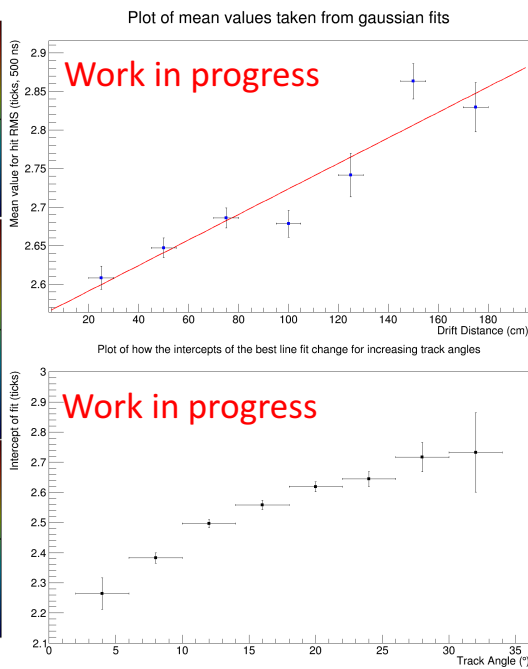 Plot of mean values taken from gaussian fits
Mean value for hit RMS (ticks, 500 ns)
Work in progress
2.9
2.85
2.8
2.75
2.7
2.65
2.6
20 40 60 80 100 120 140 160 180
Drift Distance (cm)
Plot of how the intercepts of the best line fit change for increasing track angles
Intercept of fit (ticks)
Work in progress
3
2.9
2.8
2.7
2.6
2.5
2.4
2.3
2.2
2.1
0 5 10 15 20 25 30 35
Track Angle (º)